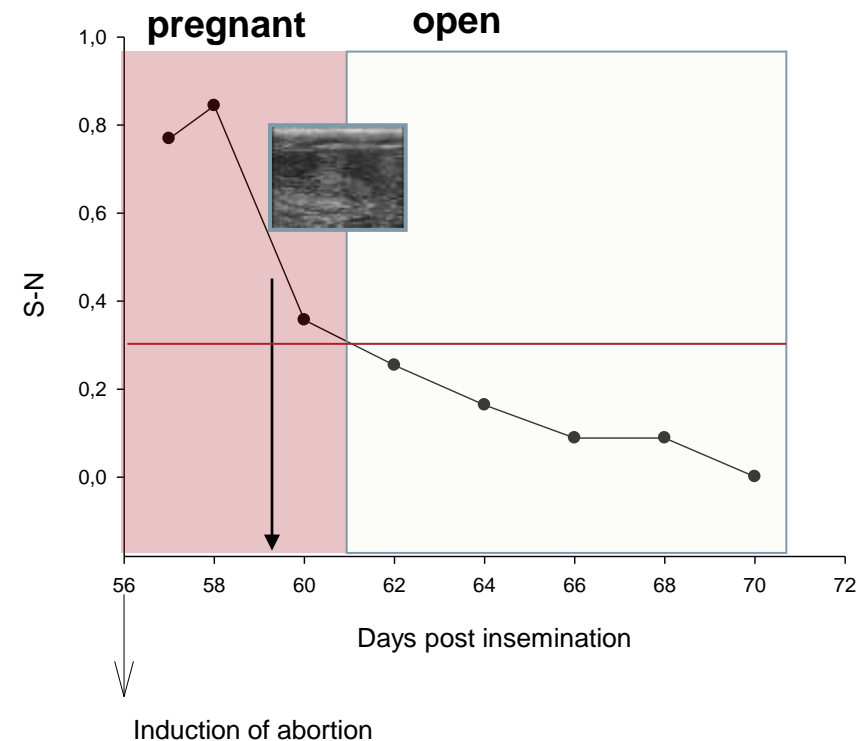 pregnant open
1,0
0,8
0,6
0,4
0,2
0,0
S-N
56 58 60 62 64 66 68 70 72
Days post insemination
Induction of abortion